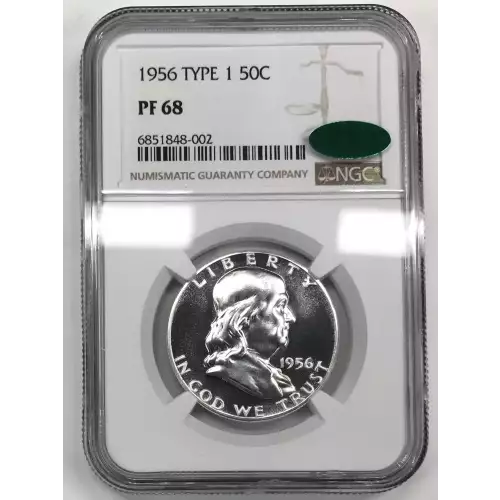 1956 TYPE 1 50C
PF 68
6851848-002
NUMISMATIC GUARANTY COMPANY
NGC
LIBERTY
1956
IN GOD WE TRUST